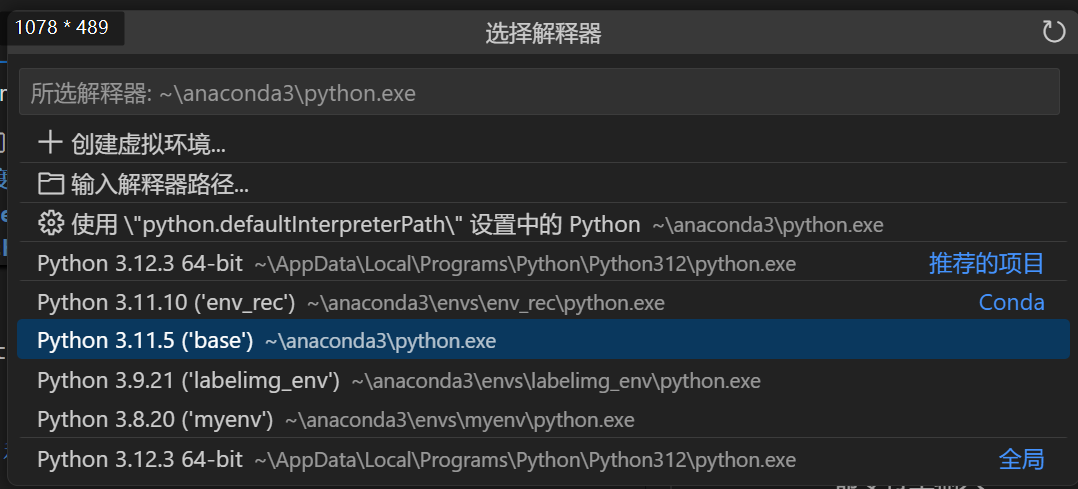 1078 * 489
选择解释器
所选解释器: ~\anaconda3\python.exe
创建虚拟环境...
输入解释器路径...
使用 \"python.defaultInterpreterPath\" 设置中的 Python ~\anaconda3\python.exe
Python 3.12.3 64-bit ~\AppData\Local\Programs\Python\Python312\python.exe 推荐的项目
Python 3.11.10 ('env_rec') ~\anaconda3\envs\env_rec\python.exe Conda
Python 3.11.5 ('base') ~\anaconda3\python.exe
Python 3.9.21 ('labelimg_env') ~\anaconda3\envs\labelimg_env\python.exe
Python 3.8.20 ('myenv') ~\anaconda3\envs\myenv\python.exe
Python 3.12.3 64-bit ~\AppData\Local\Programs\Python\Python312\python.exe 全局